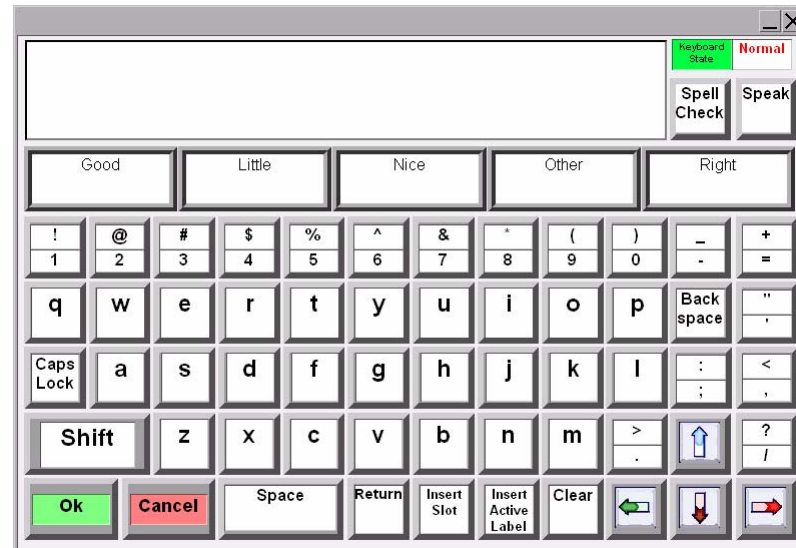 Keyboard State Normal
Spell Check Speak
Good Little Nice Other Right
! @ # $ % ^ & * ( ) _ +
1 2 3 4 5 6 7 8 9 0 - =
q w e r t y u i o p Back space " '
Caps Lock a s d f g h j k l : ; < ,
Shift z x c v b n m > . ? /
Ok Cancel Space Return Insert Slot Insert Active Label Clear